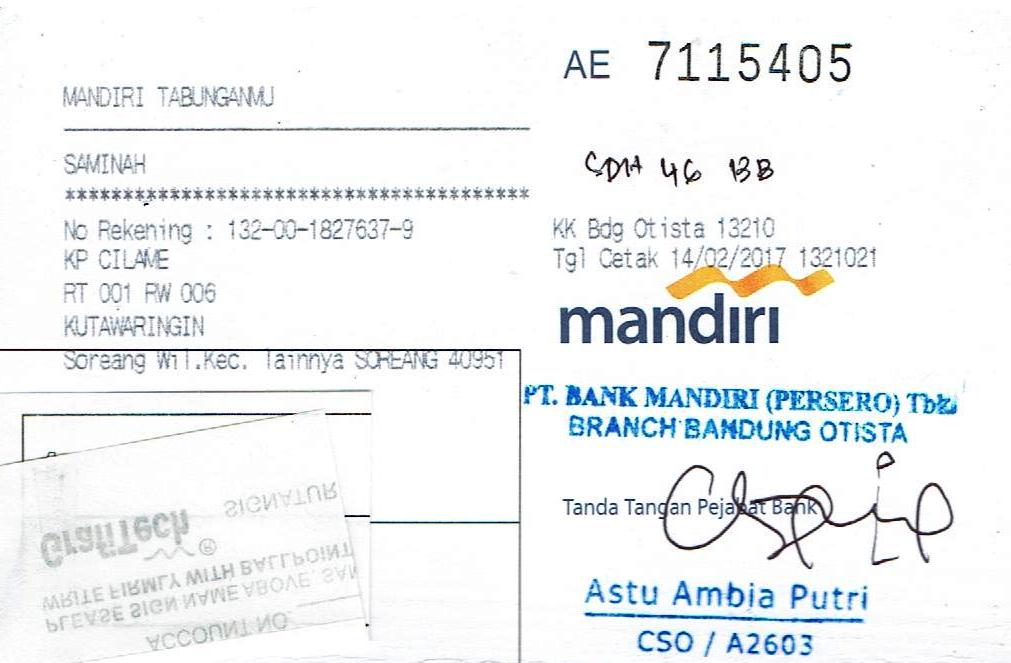 MANDIRI TABUNGANMU
SAMINAH
****************************************
No Rekening : 132-00-1827637-9
KP CILAME
RT 001 RW 006
KUTAWARINGIN
Soreang Wil.Kec. lainnya SOREANG 40951
AE 7115405
SDH 46 BB
KK Bdg Otista 13210
Tgl Cetak 14/02/2017 1321021
mandiri
PT. BANK MANDIRI (PERSERO) Tbk
BRANCH BANDUNG OTISTA
Tanda Tangan Pejabat Bank
Astu Ambia Putri
CSO / A2603
SIGNATUR
GrafiTech ®
WRITE FIRMLY WITH BALLPOINT
PLEASE SIGN NAME ABOVE, SAN
ACCOUNT NO